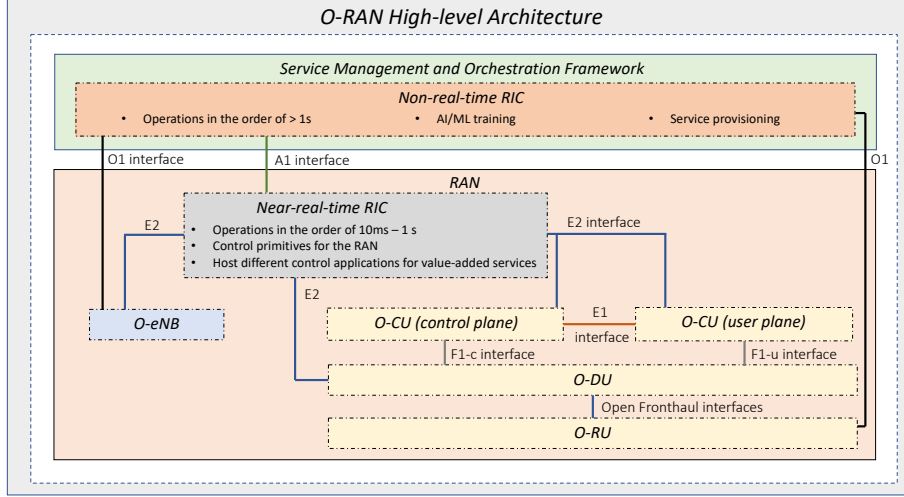 O-RAN High-level Architecture
Service Management and Orchestration Framework
Non-real-time RIC
• Operations in the order of > 1s
• AI/ML training
• Service provisioning
O1 interface
A1 interface
O1
RAN
Near-real-time RIC
• Operations in the order of 10ms – 1 s
• Control primitives for the RAN
• Host different control applications for value-added services
E2
E2 interface
E2
O-eNB
O-CU (control plane)
E1
interface
O-CU (user plane)
F1-c interface
F1-u interface
O-DU
Open Fronthaul interfaces
O-RU